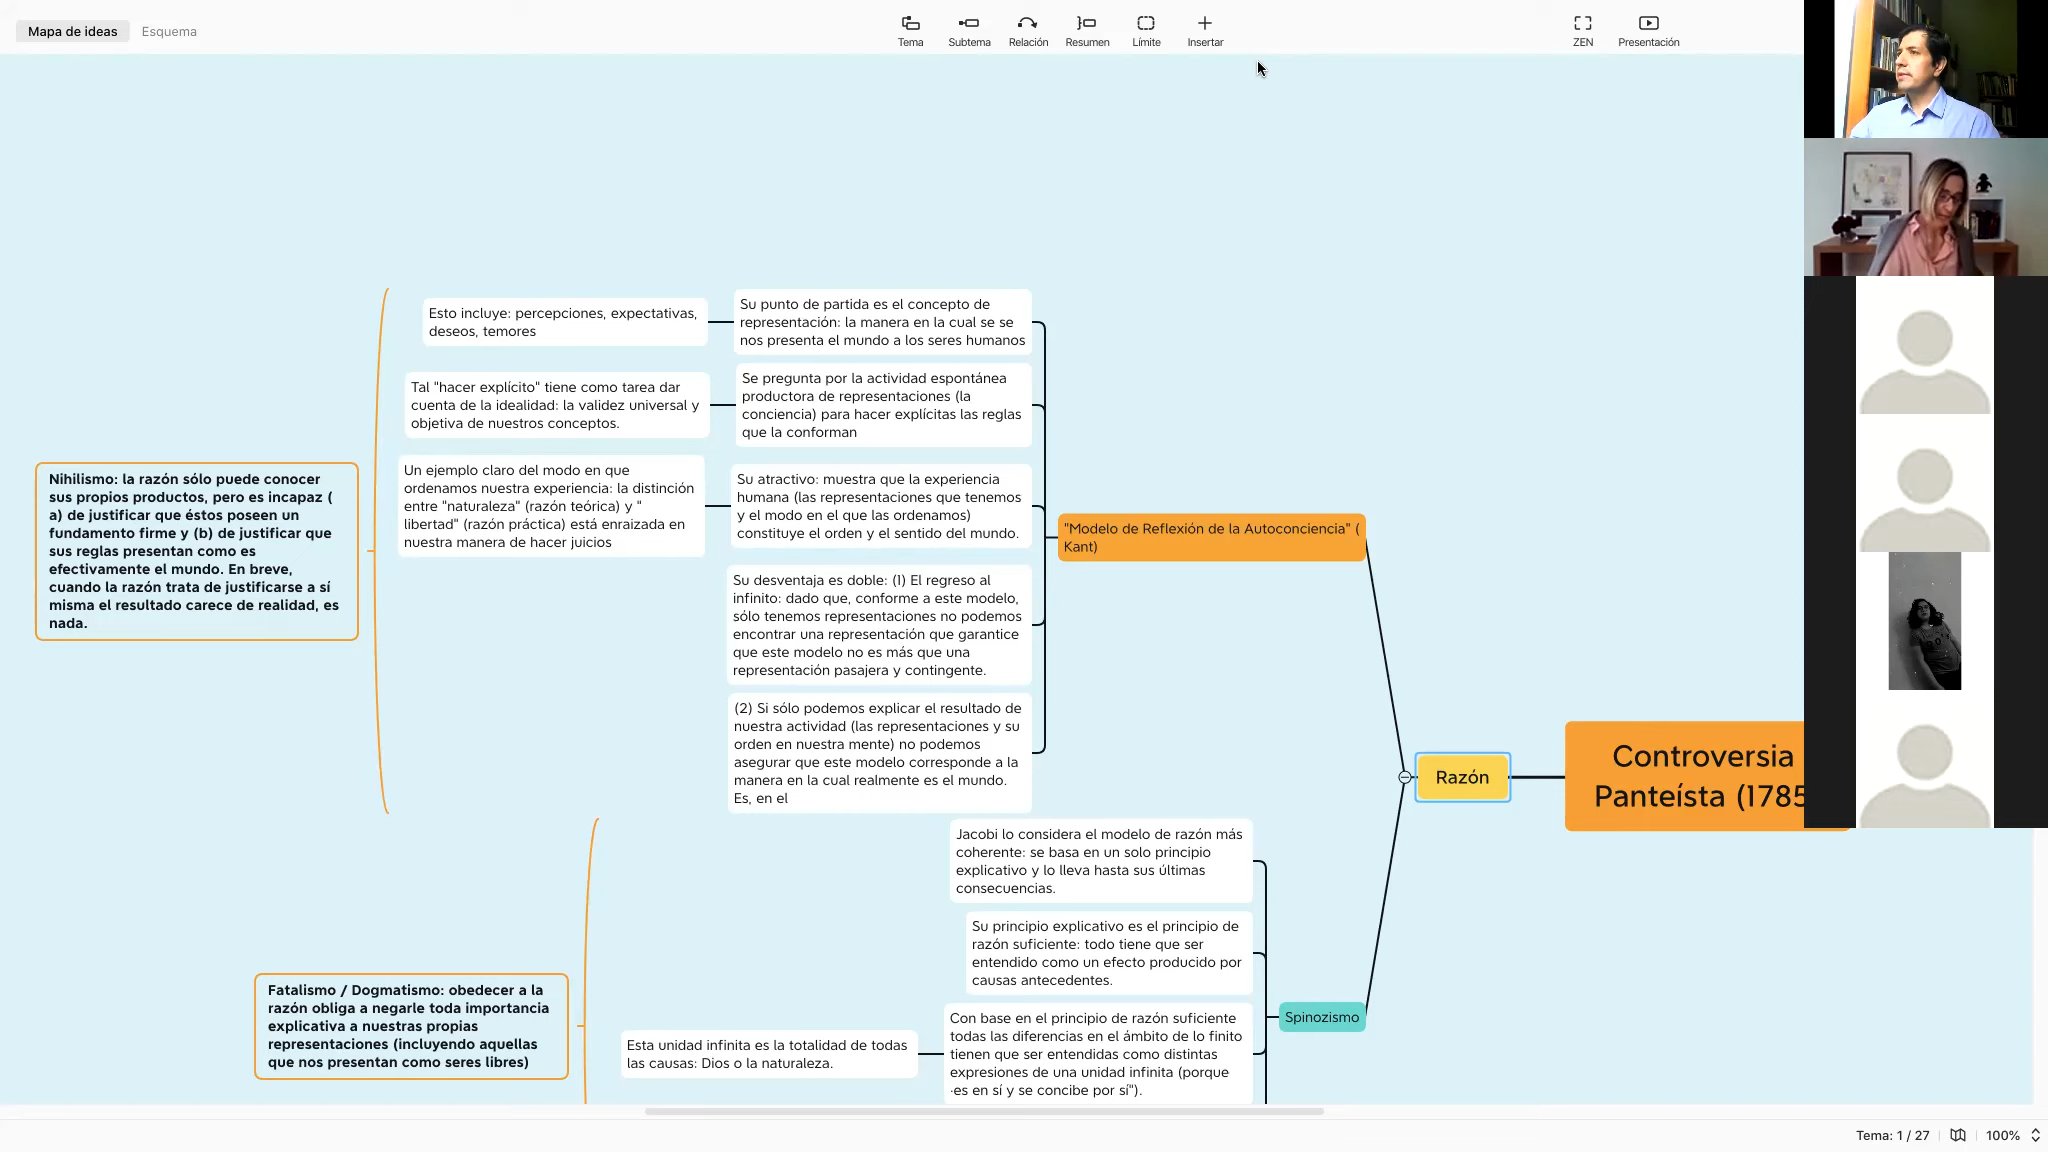 Mapa de ideas
Esquema
Tema
Subtema
Relación
Resumen
Límite
Insertar
ZEN
Presentación
Esto incluye: percepciones, expectativas,
deseos, temores
Su punto de partida es el concepto de
representación: la manera en la cual se se
nos presenta el mundo a los seres humanos
Tal "hacer explícito" tiene como tarea dar
cuenta de la idealidad: la validez universal y
objetiva de nuestros conceptos.
Se pregunta por la actividad espontánea
productora de representaciones (la
conciencia) para hacer explícitas las reglas
que la conforman
Un ejemplo claro del modo en que
ordenamos nuestra experiencia: la distinción
entre "naturaleza" (razón teórica) y "
libertad" (razón práctica) está enraizada en
nuestra manera de hacer juicios
Su atractivo: muestra que la experiencia
humana (las representaciones que tenemos
y el modo en el que las ordenamos)
constituye el orden y el sentido del mundo.
Nihilismo: la razón sólo puede conocer
sus propios productos, pero es incapaz (
a) de justificar que éstos poseen un
fundamento firme y (b) de justificar que
sus reglas presentan como es
efectivamente el mundo. En breve,
cuando la razón trata de justificarse a sí
misma el resultado carece de realidad, es
nada.
"Modelo de Reflexión de la Autoconciencia" (
Kant)
Su desventaja es doble: (1) El regreso al
infinito: dado que, conforme a este modelo,
sólo tenemos representaciones no podemos
encontrar una representación que garantice
que este modelo no es más que una
representación pasajera y contingente.
(2) Si sólo podemos explicar el resultado de
nuestra actividad (las representaciones y su
orden en nuestra mente) no podemos
asegurar que este modelo corresponde a la
manera en la cual realmente es el mundo.
Es, en el
Razón
Controversia
Panteísta (1785
Jacobi lo considera el modelo de razón más
coherente: se basa en un solo principio
explicativo y lo lleva hasta sus últimas
consecuencias.
Su principio explicativo es el principio de
razón suficiente: todo tiene que ser
entendido como un efecto producido por
causas antecedentes.
Fatalismo / Dogmatismo: obedecer a la
razón obliga a negarle toda importancia
explicativa a nuestras propias
representaciones (incluyendo aquellas
que nos presentan como seres libres)
Esta unidad infinita es la totalidad de todas
las causas: Dios o la naturaleza.
Con base en el principio de razón suficiente
todas las diferencias en el ámbito de lo finito
tienen que ser entendidas como distintas
expresiones de una unidad infinita (porque
·es en sí y se concibe por sí").
Spinozismo
Tema: 1 / 27
100%